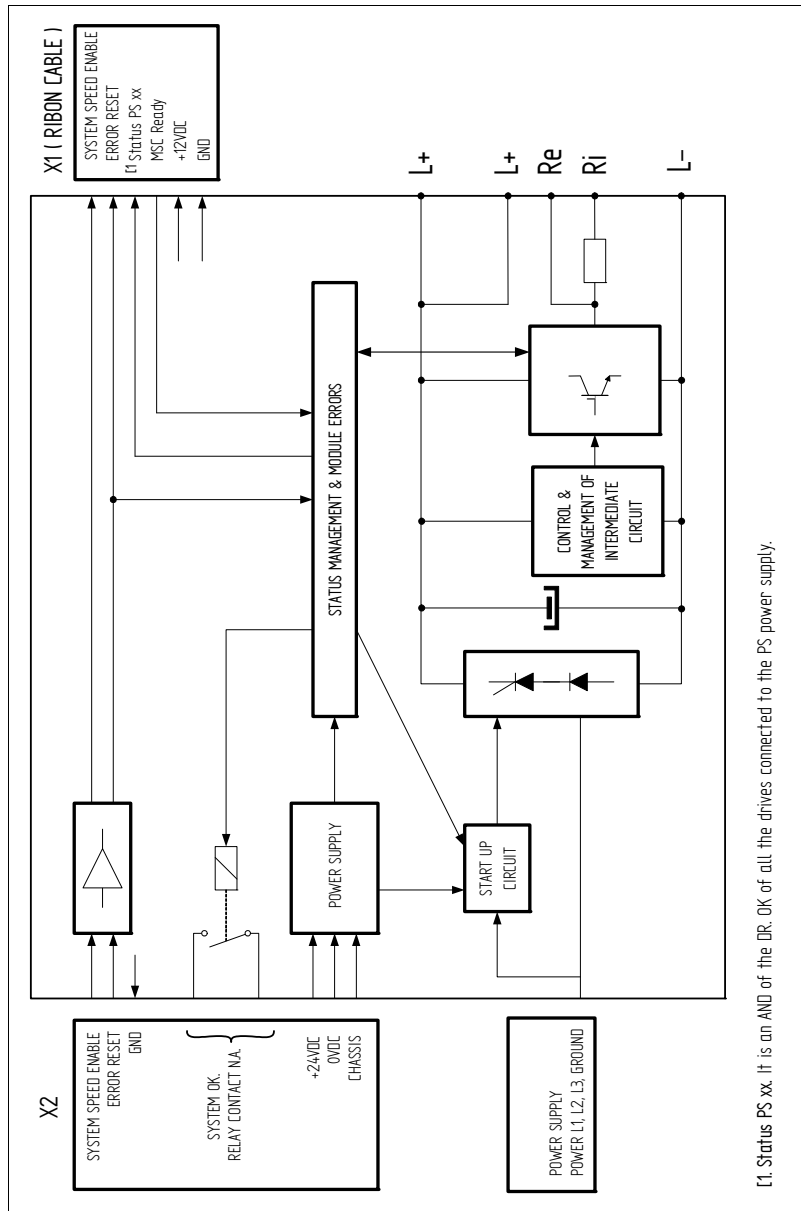 X1 ( RIBON CABLE )
SYSTEM SPEED ENABLE
ERROR RESET
[1 Status PS xx
MSC Ready
+12VDC
GND
L+
L+
Re
Ri
L-
STATUS MANAGEMENT & MODULE ERRORS
CONTROL &
MANAGEMENT OF
INTERMEDIATE
CIRCUIT
POWER SUPPLY
START UP
CIRCUIT
X2
SYSTEM SPEED ENABLE
ERROR RESET
GND
SYSTEM OK.
RELAY CONTACT N.A.
+24VDC
0VDC
CHASSIS
POWER SUPPLY
POWER L1, L2, L3, GROUND
[1. Status PS xx. It is an AND of the DR. OK of all the drives connected to the PS power supply.